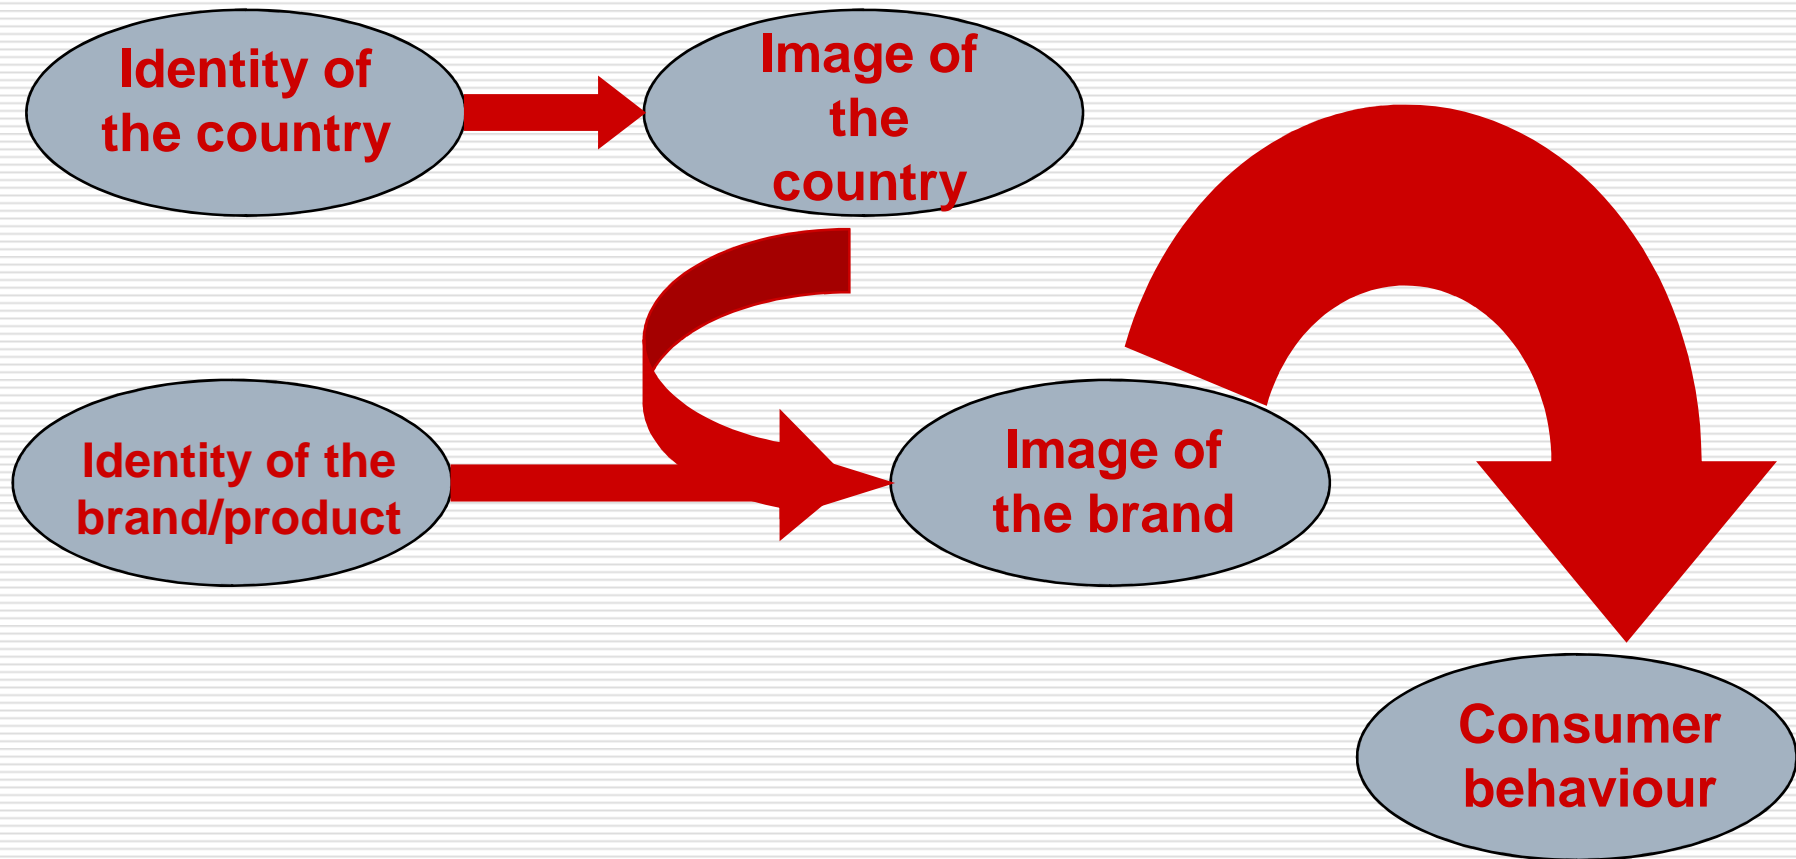 Identity of
the country
Image of
the
country
Identity of the
brand/product
Image of
the brand
Consumer
behaviour